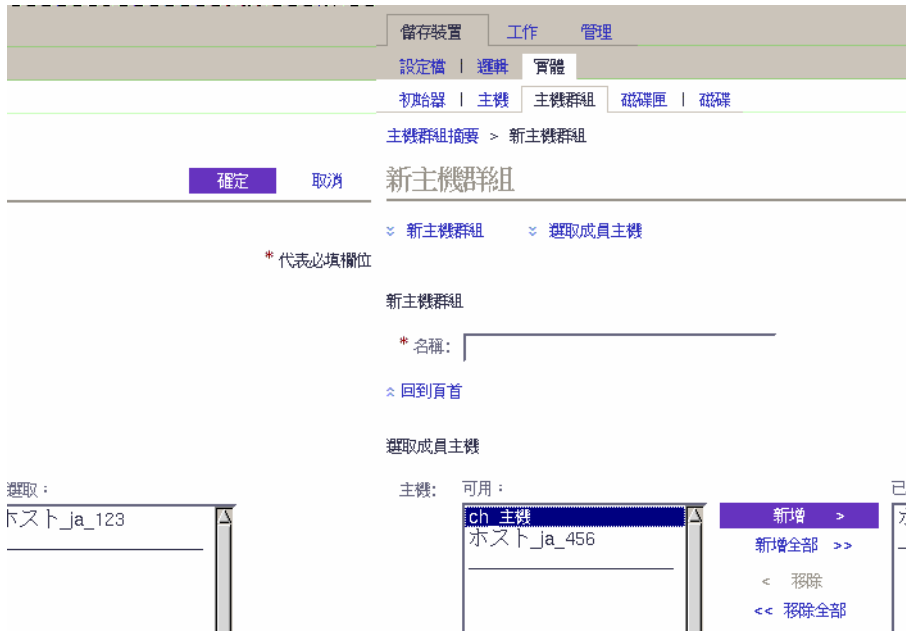 儲存裝置 工作 管理
設定檔 | 邏輯 實體
初始器 | 主機 主機群組 磁碟匣 | 磁碟
主機群組摘要 > 新主機群組
確定 取消
新主機群組
新主機群組 選取成員主機
* 代表必填欄位
新主機群組
* 名稱:
回到頁首
選取成員主機
選取:
ホスト_ja_123
主機: 可用: 已
ch_主機
ホスト_ja_456
新增 >
新增全部 >>
< 移除
<< 移除全部